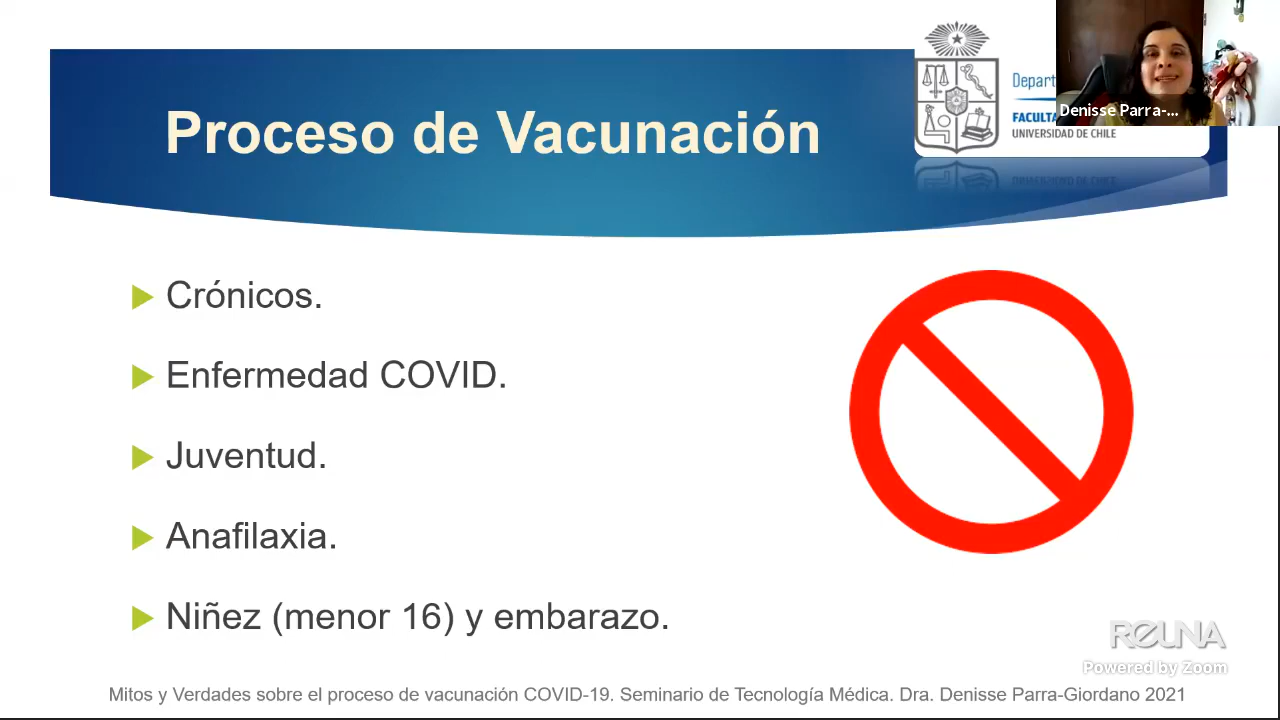 Proceso de Vacunación
Depart
FACULTA
UNIVERSIDAD DE CHILE
Denisse Parra-...
Crónicos.
Enfermedad COVID.
Juventud.
Anafilaxia.
Niñez (menor 16) y embarazo.
REUNA
Powered by Zoom
Mitos y Verdades sobre el proceso de vacunación COVID-19. Seminario de Tecnología Médica. Dra. Denisse Parra-Giordano 2021